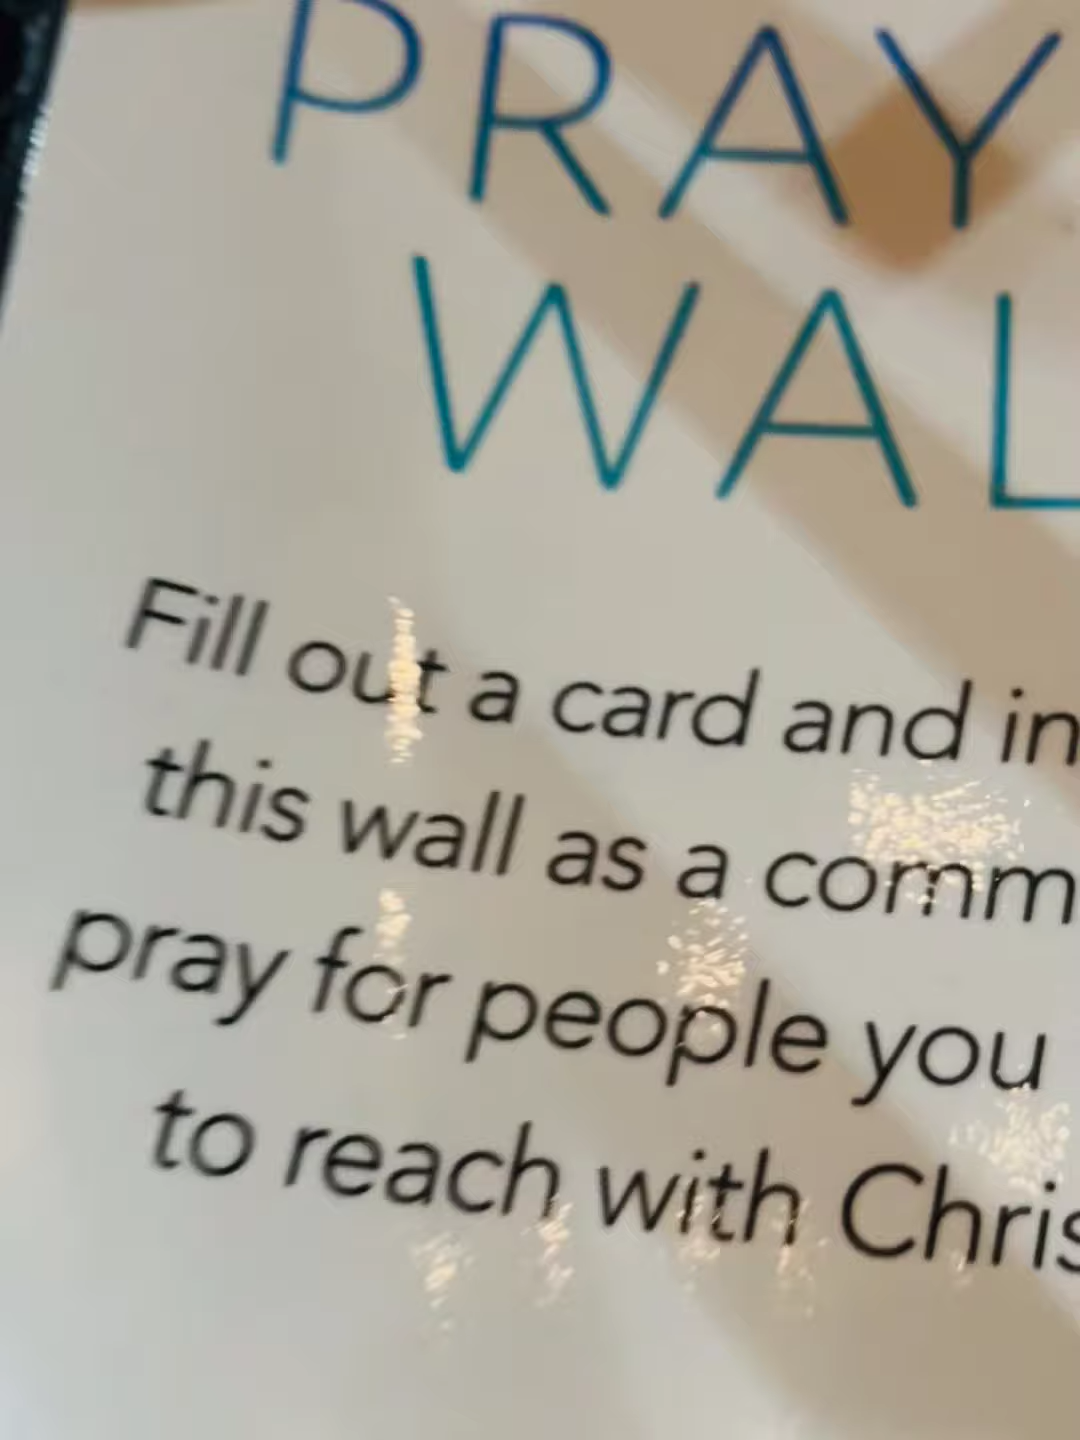 PRAY
WAL
Fill out a card and in
this wall as a comm
pray for people you
to reach with Chris